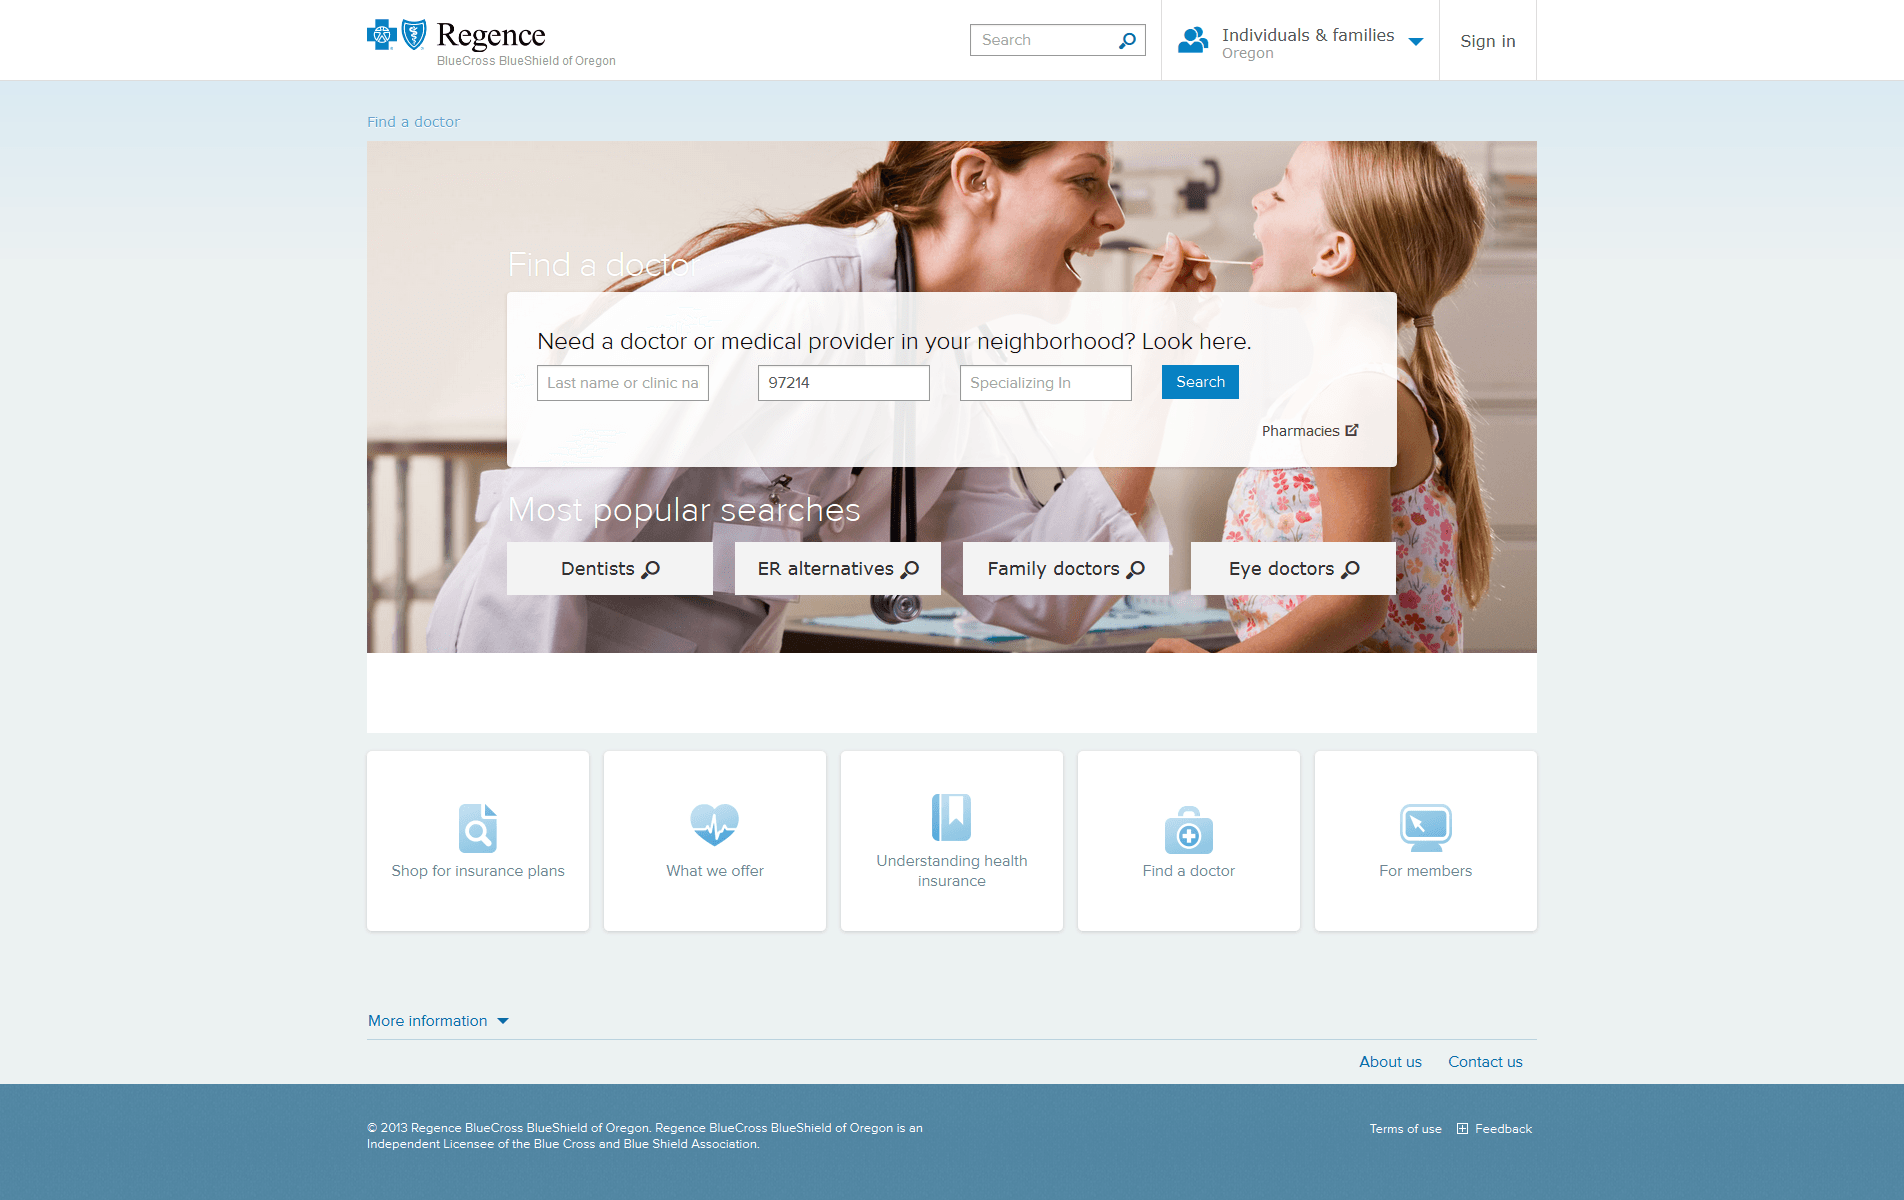 Regence
BlueCross BlueShield of Oregon
Search
Individuals & families
Oregon
Sign in
Find a doctor
Find a doctor
Need a doctor or medical provider in your neighborhood? Look here.
Last name or clinic na
97214
Specializing In
Search
Pharmacies
Most popular searches
Dentists
ER alternatives
Family doctors
Eye doctors
Shop for insurance plans
What we offer
Understanding health
insurance
Find a doctor
For members
More information
About us
Contact us
© 2013 Regence BlueCross BlueShield of Oregon. Regence BlueCross BlueShield of Oregon is an
Independent Licensee of the Blue Cross and Blue Shield Association.
Terms of use
Feedback